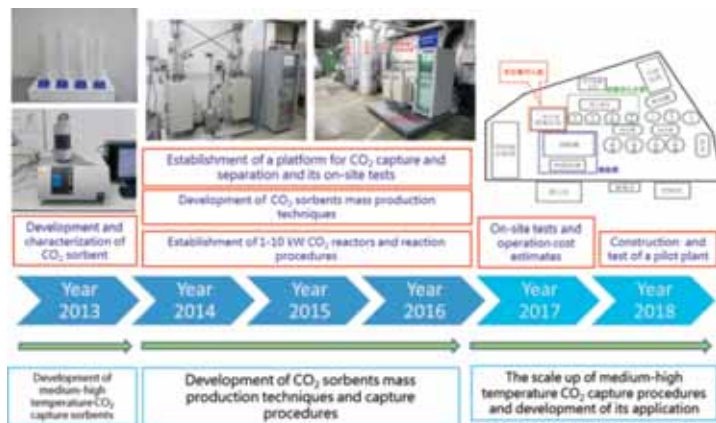 Establishment of a platform for CO₂ capture and
separation and its on-site tests
Development of CO₂ sorbents mass production
techniques
Development and
characterization of
CO₂ sorbent
Establishment of 1-10 kW CO₂ reactors and reaction
procedures
On-site tests and
operation cost
estimates
Construction and
test of a pilot plant
Year
2013
Year
2014
Year
2015
Year
2016
Year
2017
Year
2018
Development of
medium-high
temperature CO₂
capture sorbents
Development of CO₂ sorbents mass
production techniques and capture
procedures
The scale up of medium-high
temperature CO₂ capture procedures
and development of its application